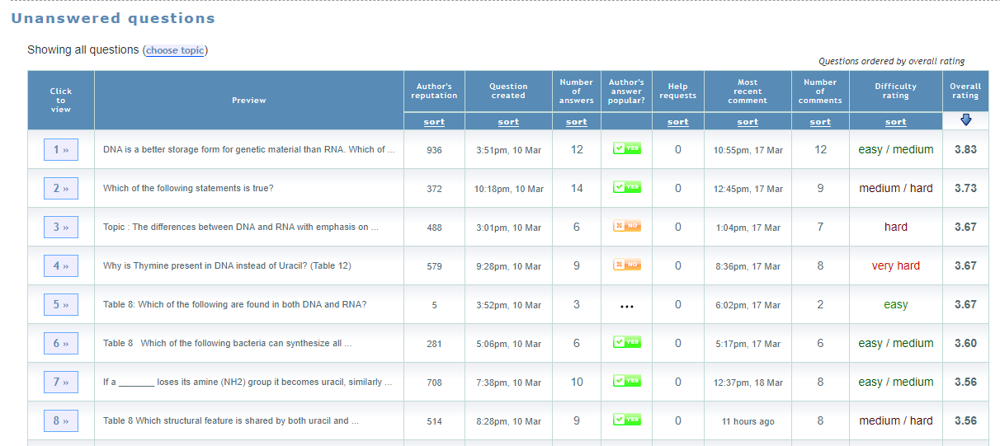 Unanswered questions
Showing all questions (choose topic)
Questions ordered by overall rating
Click to view Preview Author's reputation Question created Number of answers Author's answer popular? Help requests Most recent comment Number of comments Difficulty rating Overall rating
sort sort sort sort sort sort sort
1 » DNA is a better storage form for genetic material than RNA. Which of ... 936 3:51pm, 10 Mar 12 YES 0 10:55pm, 17 Mar 12 easy / medium 3.83
2 » Which of the following statements is true? 372 10:18pm, 10 Mar 14 YES 0 12:45pm, 17 Mar 9 medium / hard 3.73
3 » Topic : The differences between DNA and RNA with emphasis on ... 488 3:01pm, 10 Mar 6 NO 0 1:04pm, 17 Mar 7 hard 3.67
4 » Why is Thymine present in DNA instead of Uracil? (Table 12) 579 9:28pm, 10 Mar 9 NO 0 8:36pm, 17 Mar 8 very hard 3.67
5 » Table 8: Which of the following are found in both DNA and RNA? 5 3:52pm, 10 Mar 3 ... 0 6:02pm, 17 Mar 2 easy 3.67
6 » Table 8 Which of the following bacteria can synthesize all ... 281 5:06pm, 10 Mar 6 YES 0 5:17pm, 17 Mar 6 easy / medium 3.60
7 » If a _______ loses its amine (NH2) group it becomes uracil, similarly ... 708 7:38pm, 10 Mar 10 YES 0 12:37pm, 18 Mar 8 easy / medium 3.56
8 » Table 8 Which structural feature is shared by both uracil and ... 514 8:28pm, 10 Mar 9 YES 0 11 hours ago 8 medium / hard 3.56